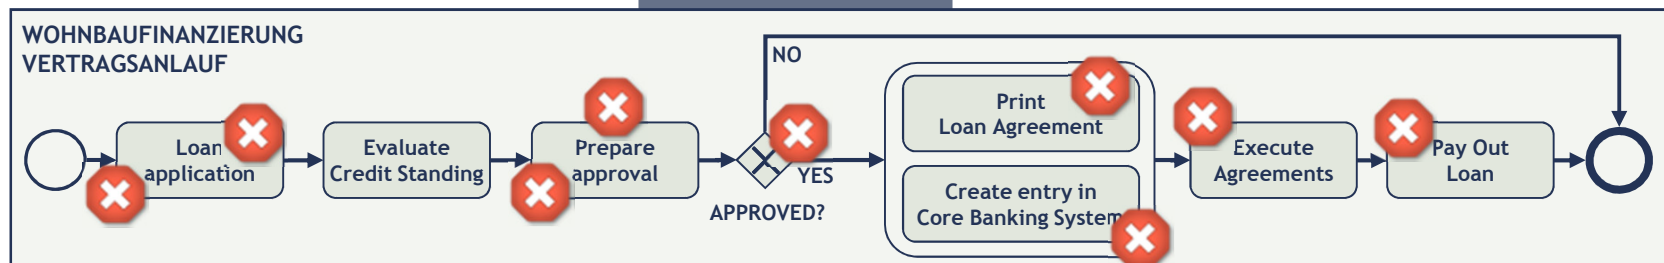 WOHNBAUFINANZIERUNG
VERTRAGSANLAUF
NO
Loan
application
Evaluate
Credit Standing
Prepare
approval
YES
APPROVED?
Print
Loan Agreement
Create entry in
Core Banking System
Execute
Agreements
Pay Out
Loan